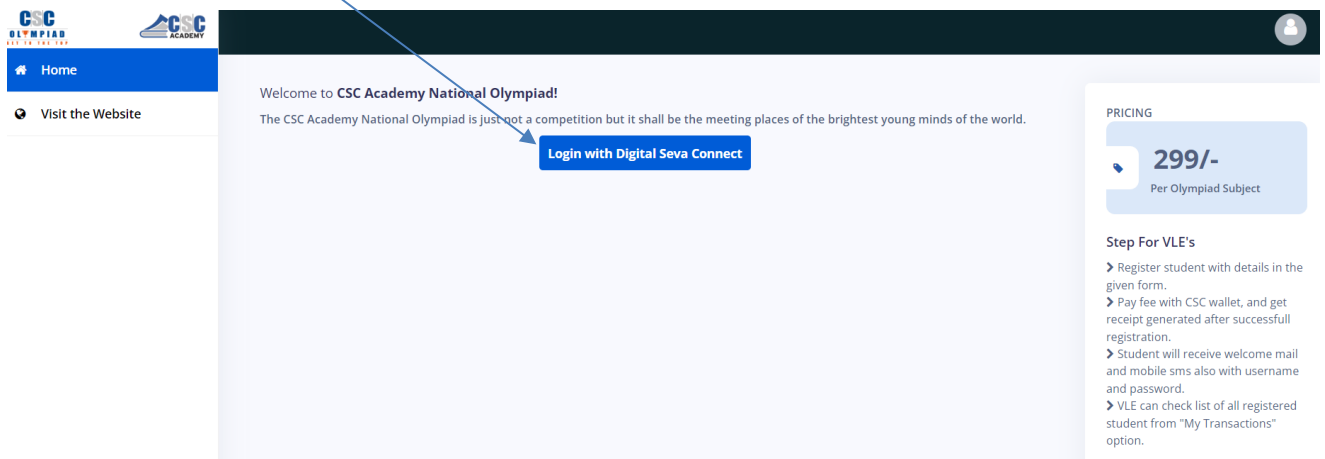 CSC
OLYMPIAD
CSC
ACADEMY
Home
Visit the Website
Welcome to CSC Academy National Olympiad!
The CSC Academy National Olympiad is just not a competition but it shall be the meeting places of the brightest young minds of the world.
Login with Digital Seva Connect
PRICING
299/-
Per Olympiad Subject
Step For VLE's
Register student with details in the
given form.
Pay fee with CSC wallet, and get
receipt generated after successfull
registration.
Student will receive welcome mail
and mobile sms also with username
and password.
VLE can check list of all registered
student from "My Transactions"
option.